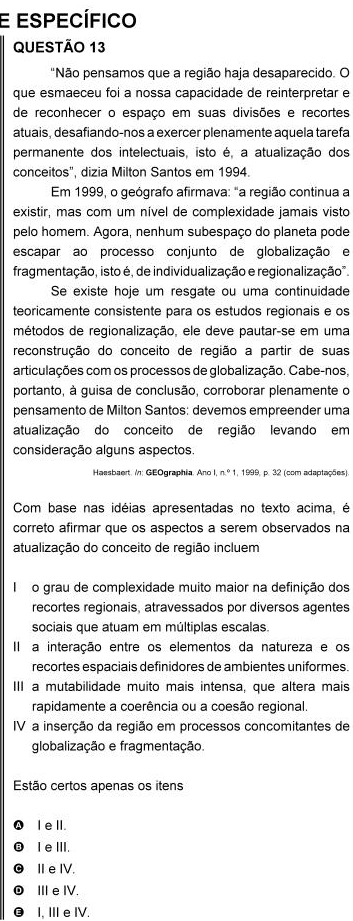 E ESPECÍFICO
QUESTÃO 13
"Não pensamos que a região haja desaparecido. O
que esmaeceu foi a nossa capacidade de reinterpretar e
de reconhecer o espaço em suas divisões e recortes
atuais, desafiando-nos a exercer plenamente aquela tarefa
permanente dos intelectuais, isto é, a atualização dos
conceitos", dizia Milton Santos em 1994.
Em 1999, o geógrafo afirmava: "a região continua a
existir, mas com um nível de complexidade jamais visto
pelo homem. Agora, nenhum subespaço do planeta pode
escapar ao processo conjunto de globalização e
fragmentação, isto é, de individualização e regionalização".
Se existe hoje um resgate ou uma continuidade
teoricamente consistente para os estudos regionais e os
métodos de regionalização, ele deve pautar-se em uma
reconstrução do conceito de região a partir de suas
articulações com os processos de globalização. Cabe-nos,
portanto, à guisa de conclusão, corroborar plenamente o
pensamento de Milton Santos: devemos empreender uma
atualização do conceito de região levando em
consideração alguns aspectos.
Haesbaert. In: GEOgraphia. Ano I, n.º 1, 1999, p. 32 (com adaptações).
Com base nas idéias apresentadas no texto acima, é
correto afirmar que os aspectos a serem observados na
atualização do conceito de região incluem
I o grau de complexidade muito maior na definição dos
recortes regionais, atravessados por diversos agentes
sociais que atuam em múltiplas escalas.
II a interação entre os elementos da natureza e os
recortes espaciais definidores de ambientes uniformes.
III a mutabilidade muito mais intensa, que altera mais
rapidamente a coerência ou a coesão regional.
IV a inserção da região em processos concomitantes de
globalização e fragmentação.
Estão certos apenas os itens
A I e II.
B I e III.
C II e IV.
D III e IV.
E I, III e IV.